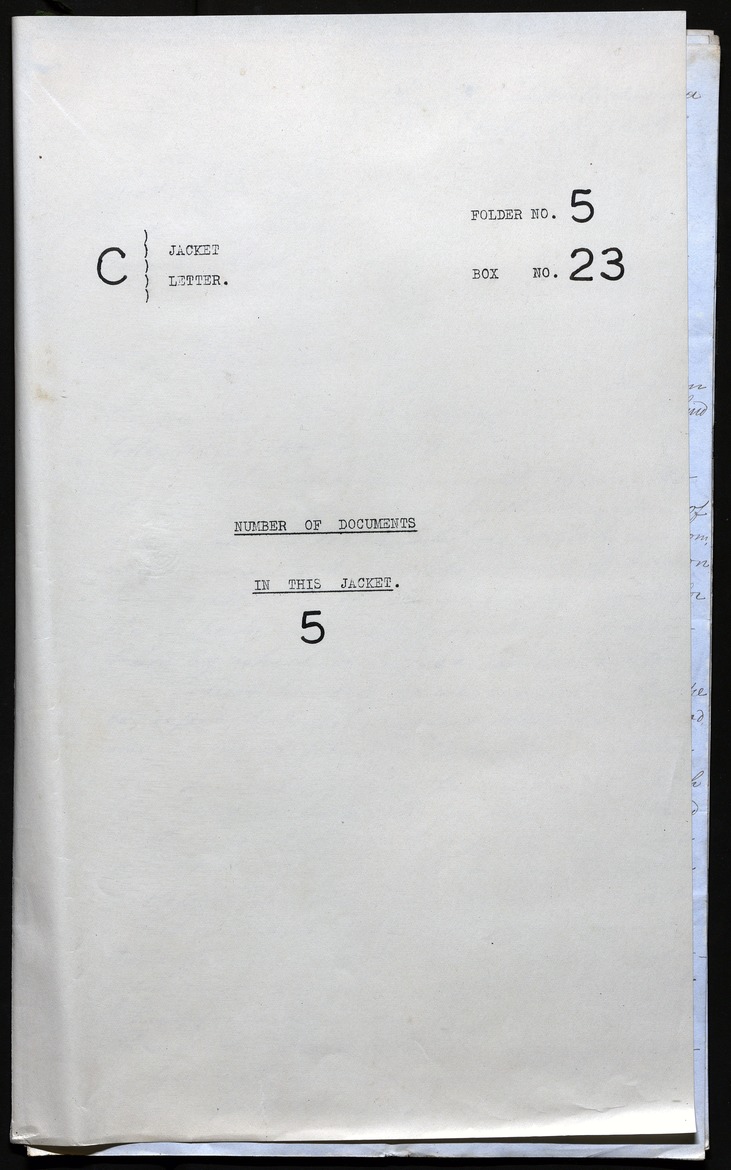 FOLDER NO. 5
C } JACKET
LETTER.
BOX NO. 23
NUMBER OF DOCUMENTS
IN THIS JACKET.
5